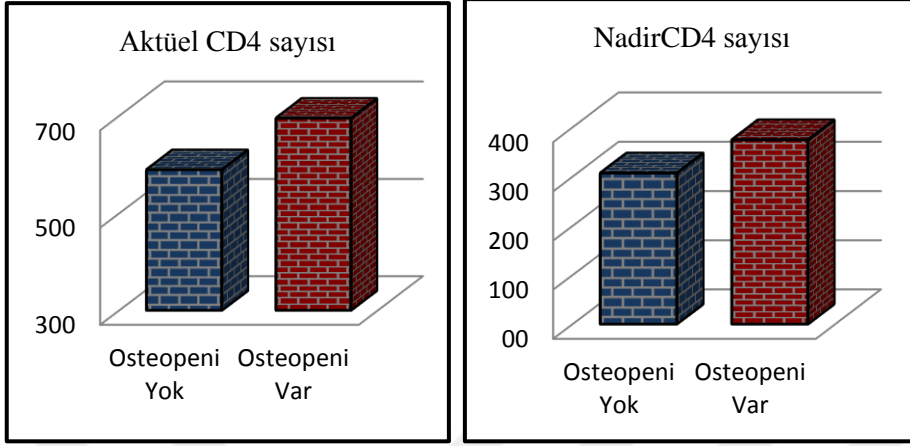 Aktüel CD4 sayısı
700
500
300
Osteopeni Osteopeni
Yok Var
NadirCD4 sayısı
400
300
200
100
00
Osteopeni Osteopeni
Yok Var